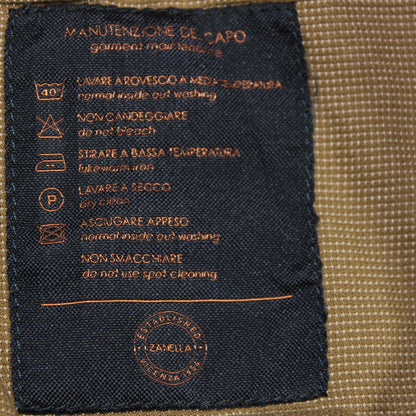 MANUTENZIONE DEL CAPO
garment maintenance
40°
LAVARE A ROVESCIO A MEDIA TEMPERATURA
normal inside out washing
NON CANDEGGIARE
do not bleach
STIRARE A BASSA TEMPERATURA
lukewarm iron
P
LAVARE A SECCO
dry clean
ASCIUGARE APPESO
normal inside out washing
NON SMACCHIARE
do not use spot cleaning
ESTABLISHED
ZANELLA
VICENZA 1954